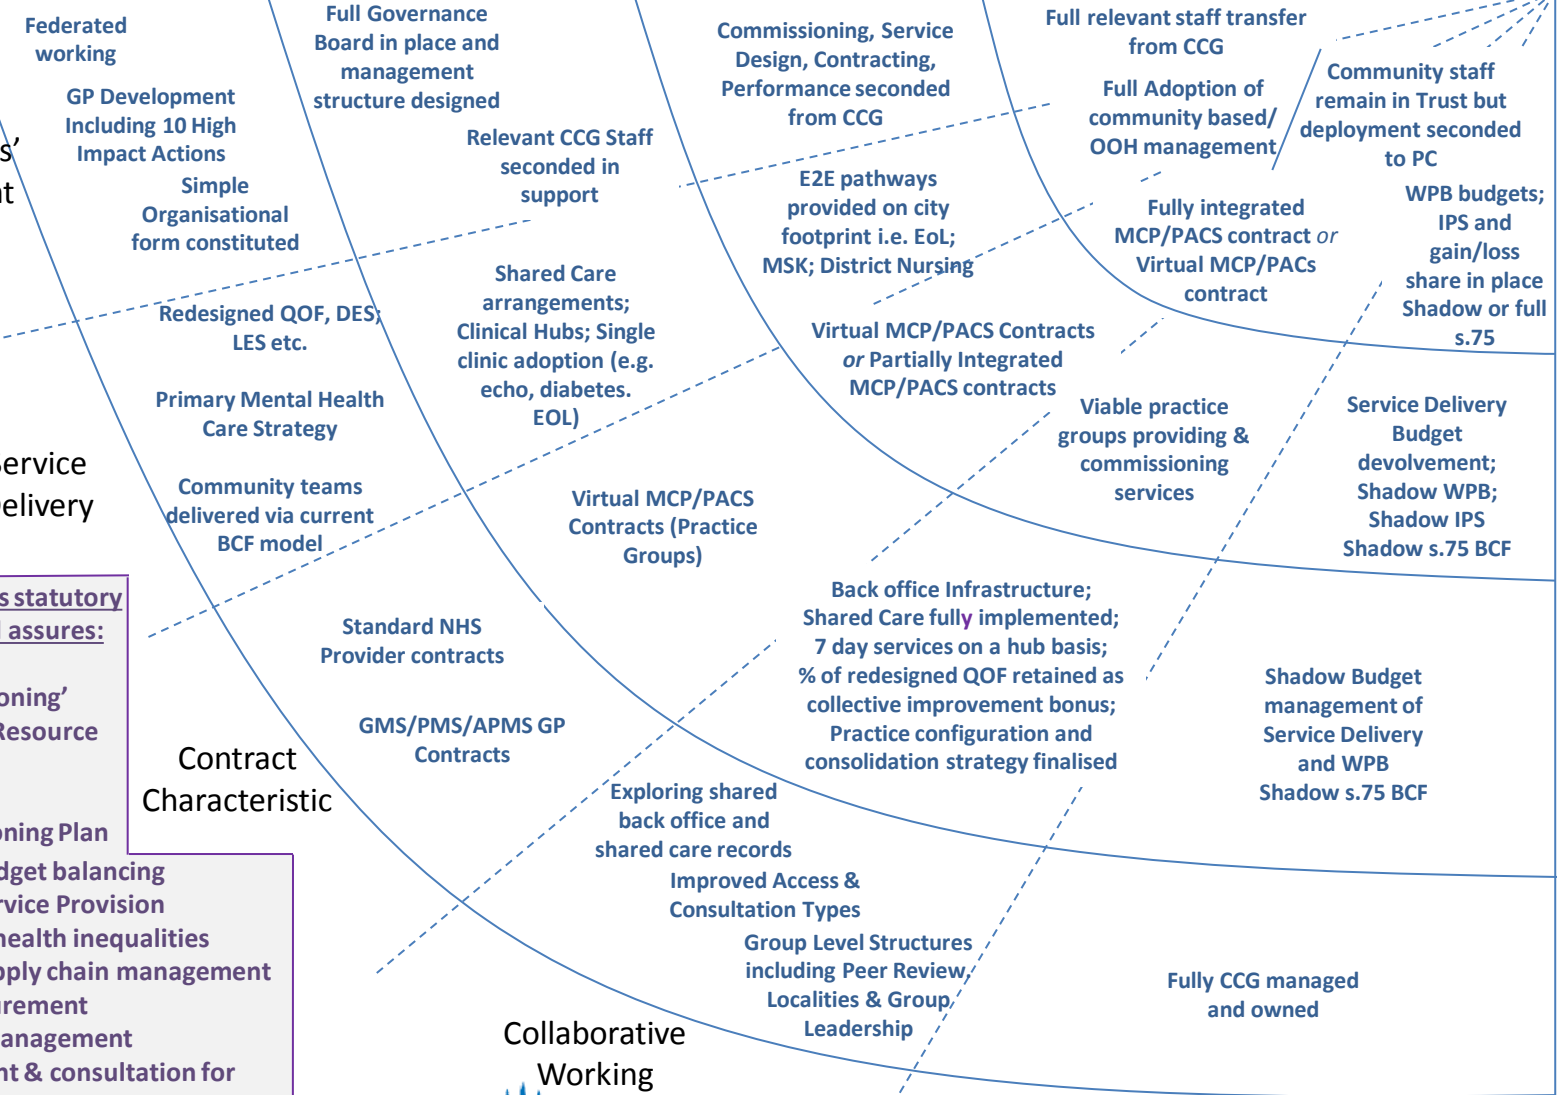 Federated
working
GP Development
Including 10 High
Impact Actions
Simple
Organisational
form constituted
Full Governance
Board in place and
management
structure designed
Relevant CCG Staff
seconded in
support
Commissioning, Service
Design, Contracting,
Performance seconded
from CCG
Full relevant staff transfer
from CCG
Full Adoption of
community based/
OOH management
Community staff
remain in Trust but
deployment seconded
to PC
E2E pathways
provided on city
footprint i.e. EoL;
MSK; District Nursing
Fully integrated
MCP/PACS contract or
Virtual MCP/PACs
contract
WPB budgets;
IPS and
gain/loss
share in place
Shadow or full
s.75
Redesigned QOF, DES;
LES etc.
Primary Mental Health
Care Strategy
Community teams
delivered via current
BCF model
Shared Care
arrangements;
Clinical Hubs; Single
clinic adoption (e.g.
echo, diabetes.
EOL)
Virtual MCP/PACS Contracts
or Partially Integrated
MCP/PACS contracts
Viable practice
groups providing &
commissioning
services
Service Delivery
Budget
devolvement;
Shadow WPB;
Shadow IPS
Shadow s.75 BCF
Virtual MCP/PACS
Contracts (Practice
Groups)
Standard NHS
Provider contracts
GMS/PMS/APMS GP
Contracts
Back office Infrastructure;
Shared Care fully implemented;
7 day services on a hub basis;
% of redesigned QOF retained as
collective improvement bonus;
Practice configuration and
consolidation strategy finalised
Shadow Budget
management of
Service Delivery
and WPB
Shadow s.75 BCF
statutory
assures:
Resource
Plan
balancing
Provision
health inequalities
chain management
& consultation for
Contract
Characteristic
Exploring shared
back office and
shared care records
Improved Access &
Consultation Types
Group Level Structures
including Peer Review,
Localities & Group
Leadership
Fully CCG managed
and owned
Collaborative
Working